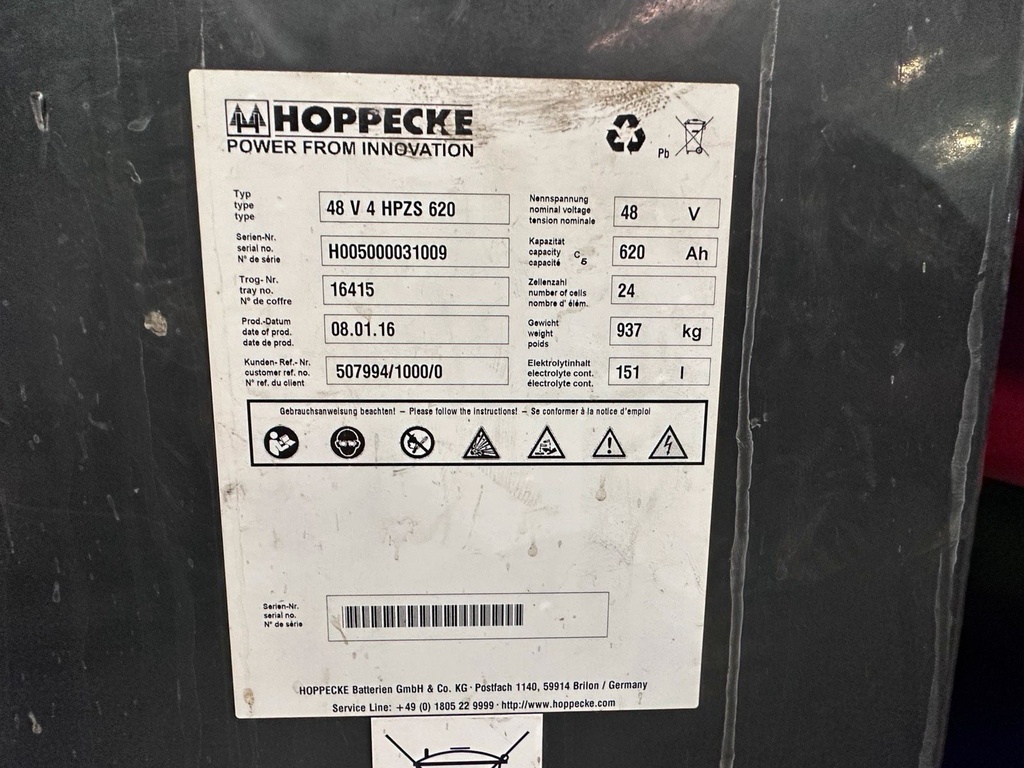 HOPPECKE
POWER FROM INNOVATION
Pb
Typ
type
type
48 V 4 HPZS 620
Nennspannung
nominal voltage
tension nominale
48 V
Serien-Nr.
serial no.
N° de série
H005000031009
Kapazität
capacity C5
capacité
620 Ah
Trog- Nr.
tray no.
N° de coffre
16415
Zellenzahl
number of cells
nombre d' élém.
24
Prod.-Datum
date of prod.
date de prod.
08.01.16
Gewicht
weight
poids
937 kg
Kunden- Ref.- Nr.
customer ref. no.
N° ref. du client
507994/1000/0
Elektrolytinhalt
electrolyte cont.
électrolyte cont.
151 l
Gebrauchsanweisung beachten! – Please follow the instructions! – Se conformer à la notice d'emploi
Serien-Nr.
serial no.
N° de série
HOPPECKE Batterien GmbH & Co. KG · Postfach 1140, 59914 Brilon / Germany
Service Line: +49 (0) 1805 22 9999 · http://www.hoppecke.com